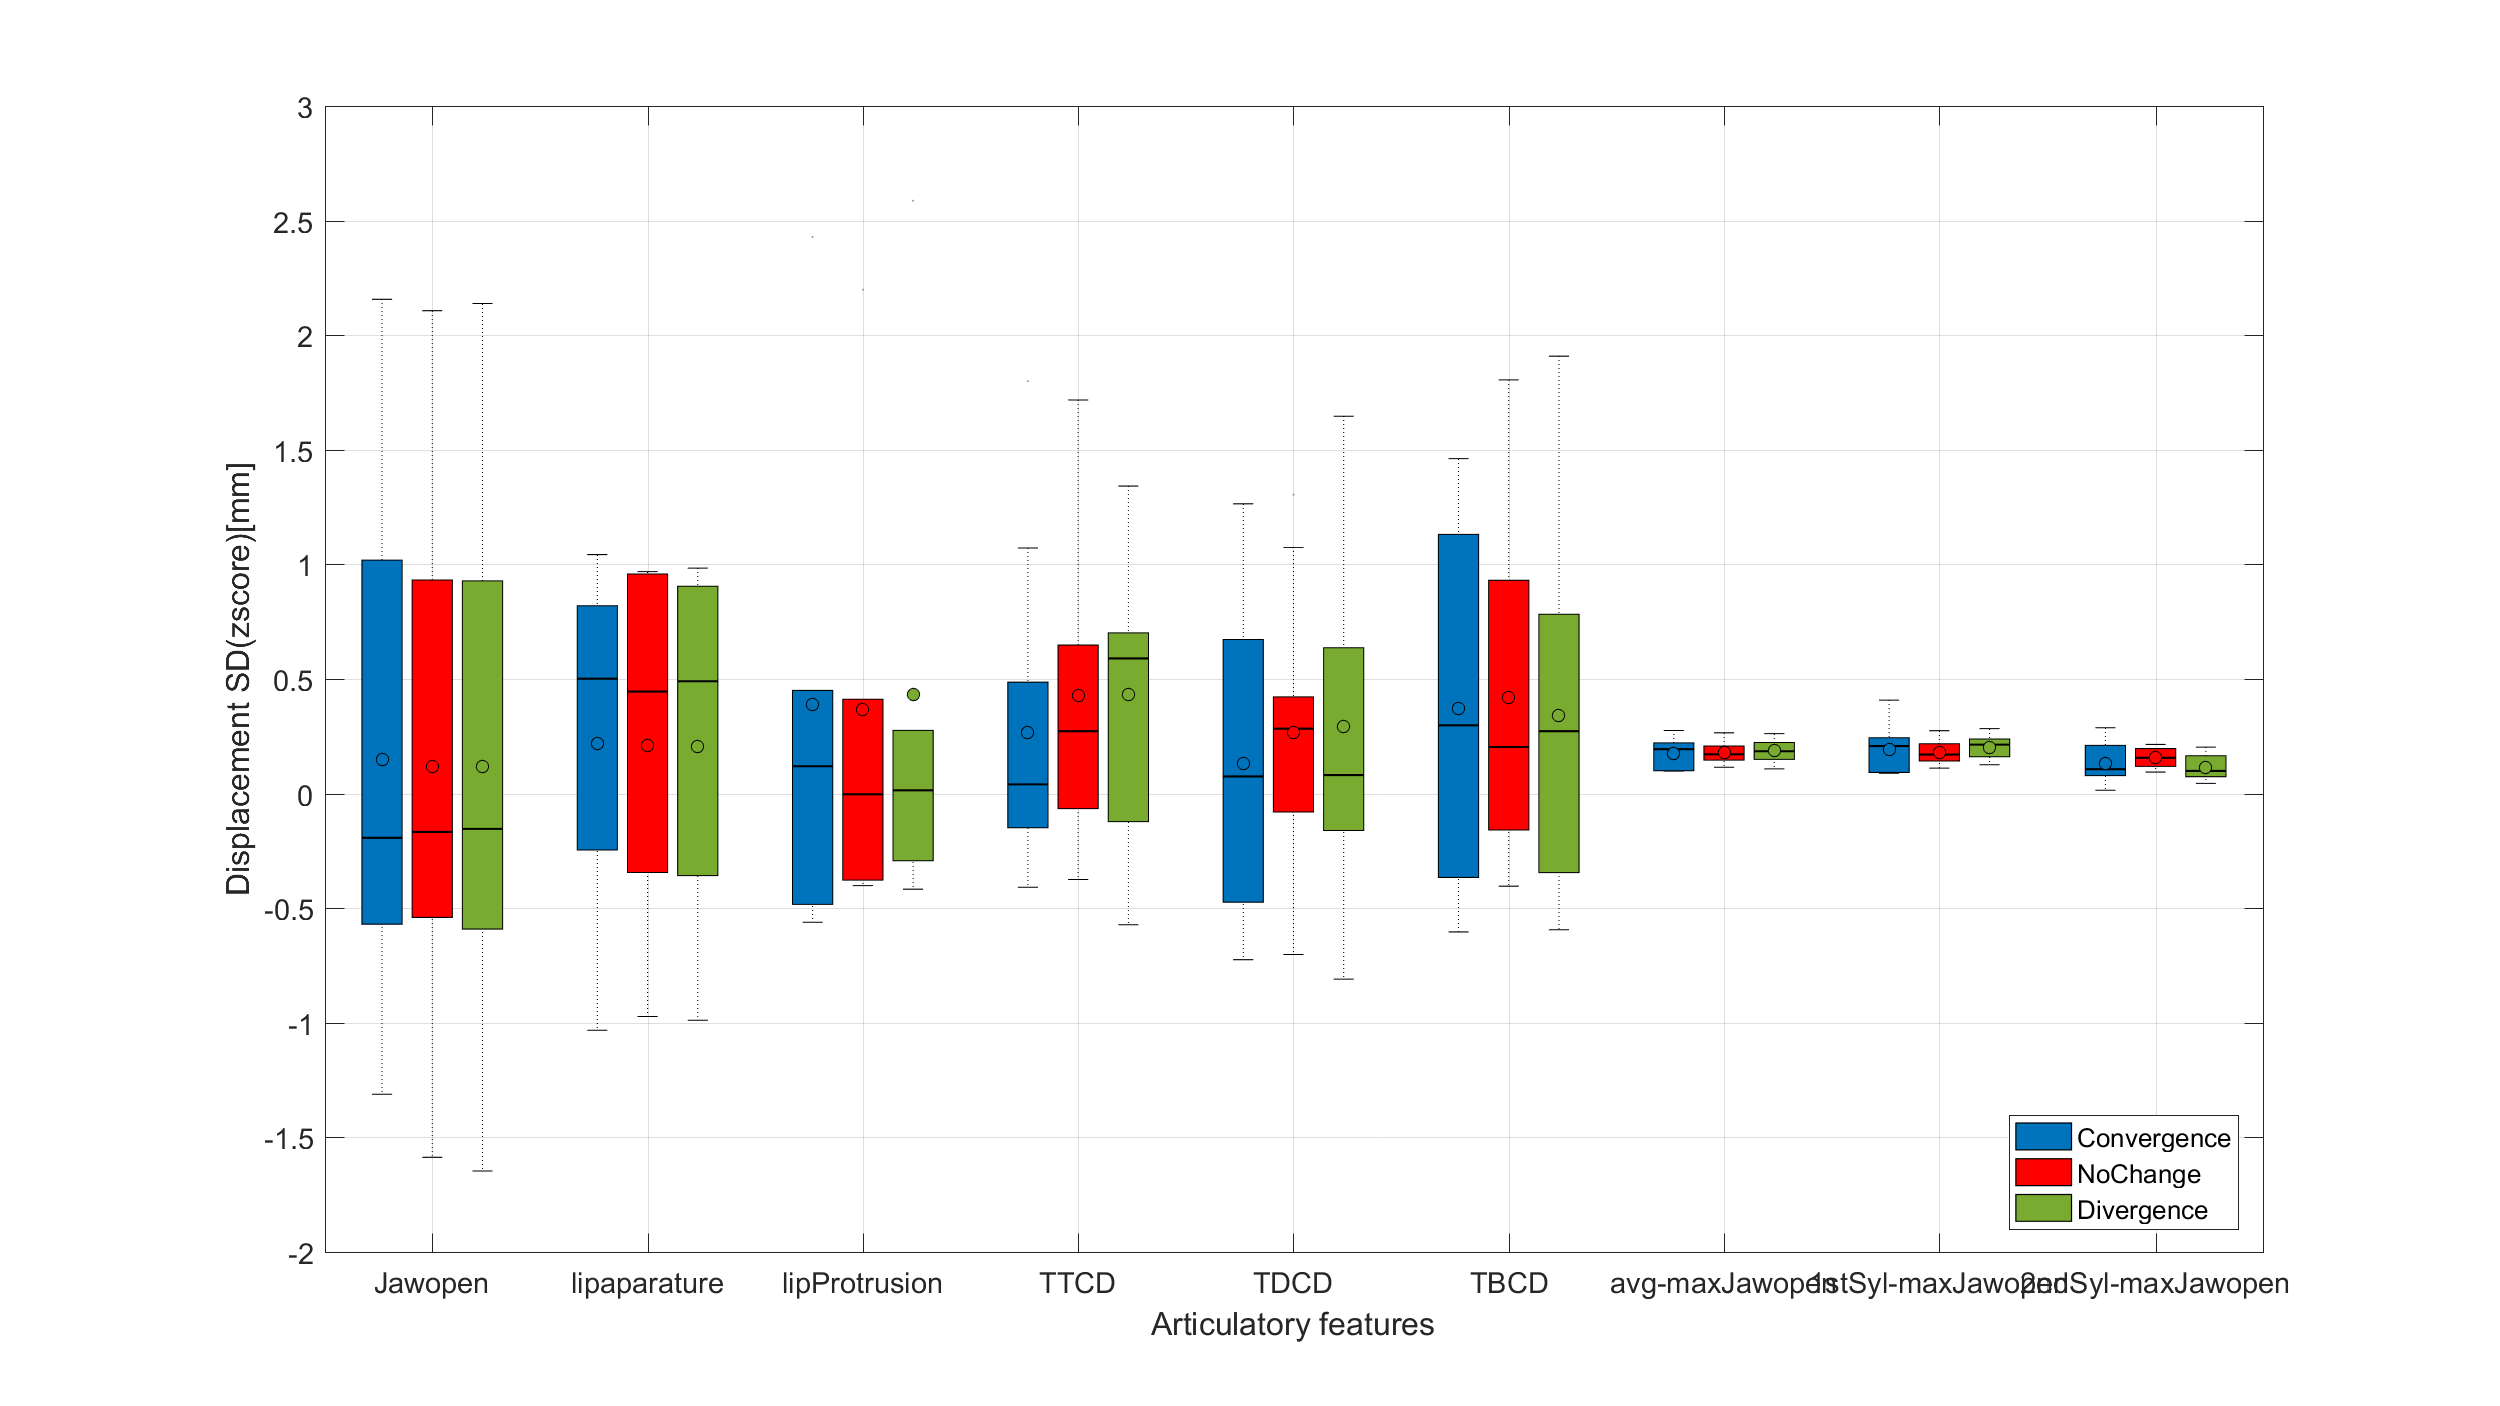 3
2.5
2
1.5
1
0.5
0
-0.5
-1
-1.5
-2
Displacement SD(zscore)[mm]
Convergence
NoChange
Divergence
Jawopen lipaparature lipProtrusion TTCD TDCD TBCD avg-maxJawopen 1stSyl-maxJawopen 2ndSyl-maxJawopen
Articulatory features